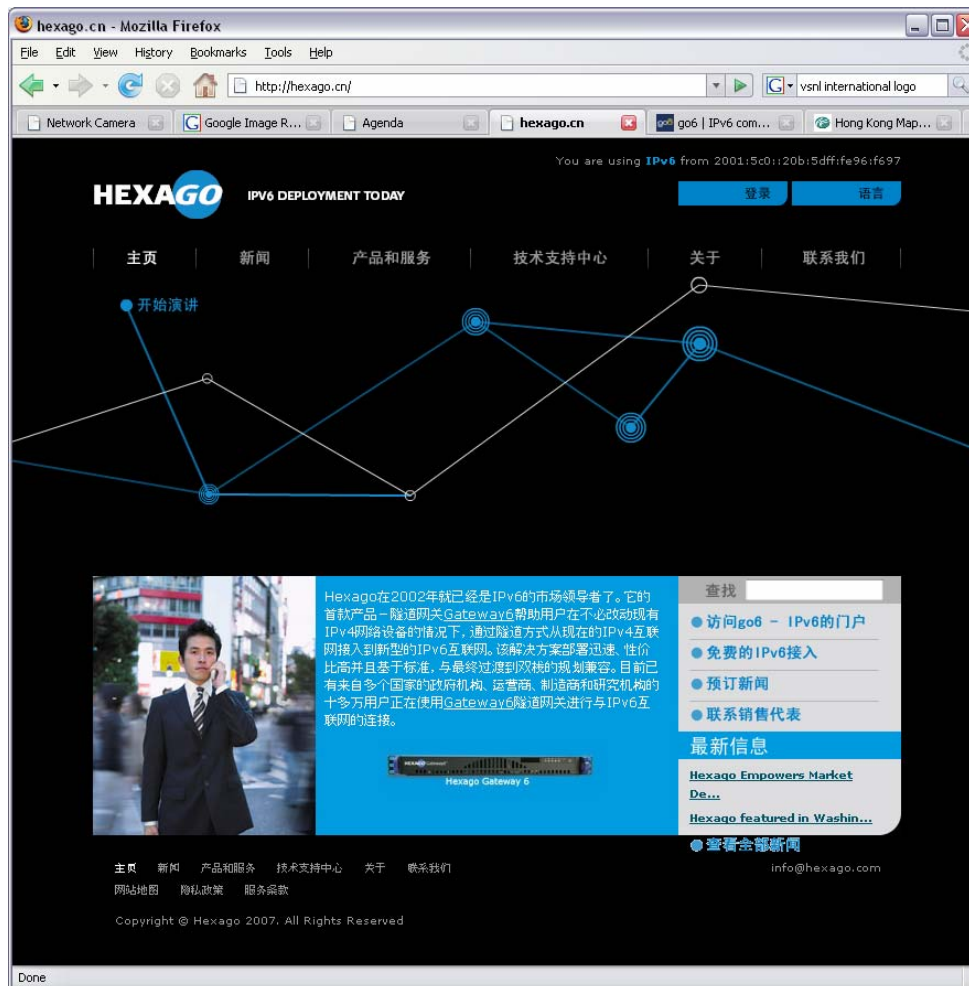 hexago.cn - Mozilla Firefox
File Edit View History Bookmarks Tools Help
http://hexago.cn/ G vsnl international logo
Network Camera G Google Image R... Agenda hexago.cn go6 go6 | IPv6 com... Hong Kong Map...
You are using IPv6 from 2001:5c0::20b:5dff:fe96:f697
HEXAGO IPV6 DEPLOYMENT TODAY 登录 语言
主页 新闻 产品和服务 技术支持中心 关于 联系我们
开始演讲
Hexago在2002年就已经是IPv6的市场领导者了。它的
首款产品－隧道网关Gateway6帮助用户在不必改动现有
IPv4网络设备的情况下，通过隧道方式从现在的IPv4互联
网接入到新型的IPv6互联网。该解决方案部署迅速、性价
比高并且基于标准，与最终过渡到双栈的规划兼容。目前已
有来自多个国家的政府机构、运营商、制造商和研究机构的
十多万用户正在使用Gateway6隧道网关进行与IPv6互
联网的连接。
HEXAGO Gateway6
Hexago Gateway 6
查找
访问go6 - IPv6的门户
免费的IPv6接入
预订新闻
联系销售代表
最新信息
Hexago Empowers Market
De...
Hexago featured in Washin...
查看全部新闻
主页 新闻 产品和服务 技术支持中心 关于 联系我们
info@hexago.com
网站地图 隐私政策 服务条款
Copyright © Hexago 2007. All Rights Reserved
Done